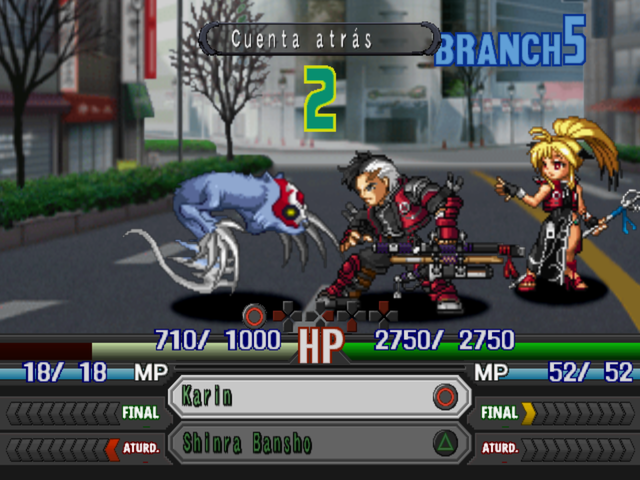 Cuenta atrás
BRANCH5
2
710/ 1000 HP 2750/ 2750
18/ 18 MP MP 52/ 52
Karin
FINAL FINAL
Shinra Bansho
ATURD. ATURD.